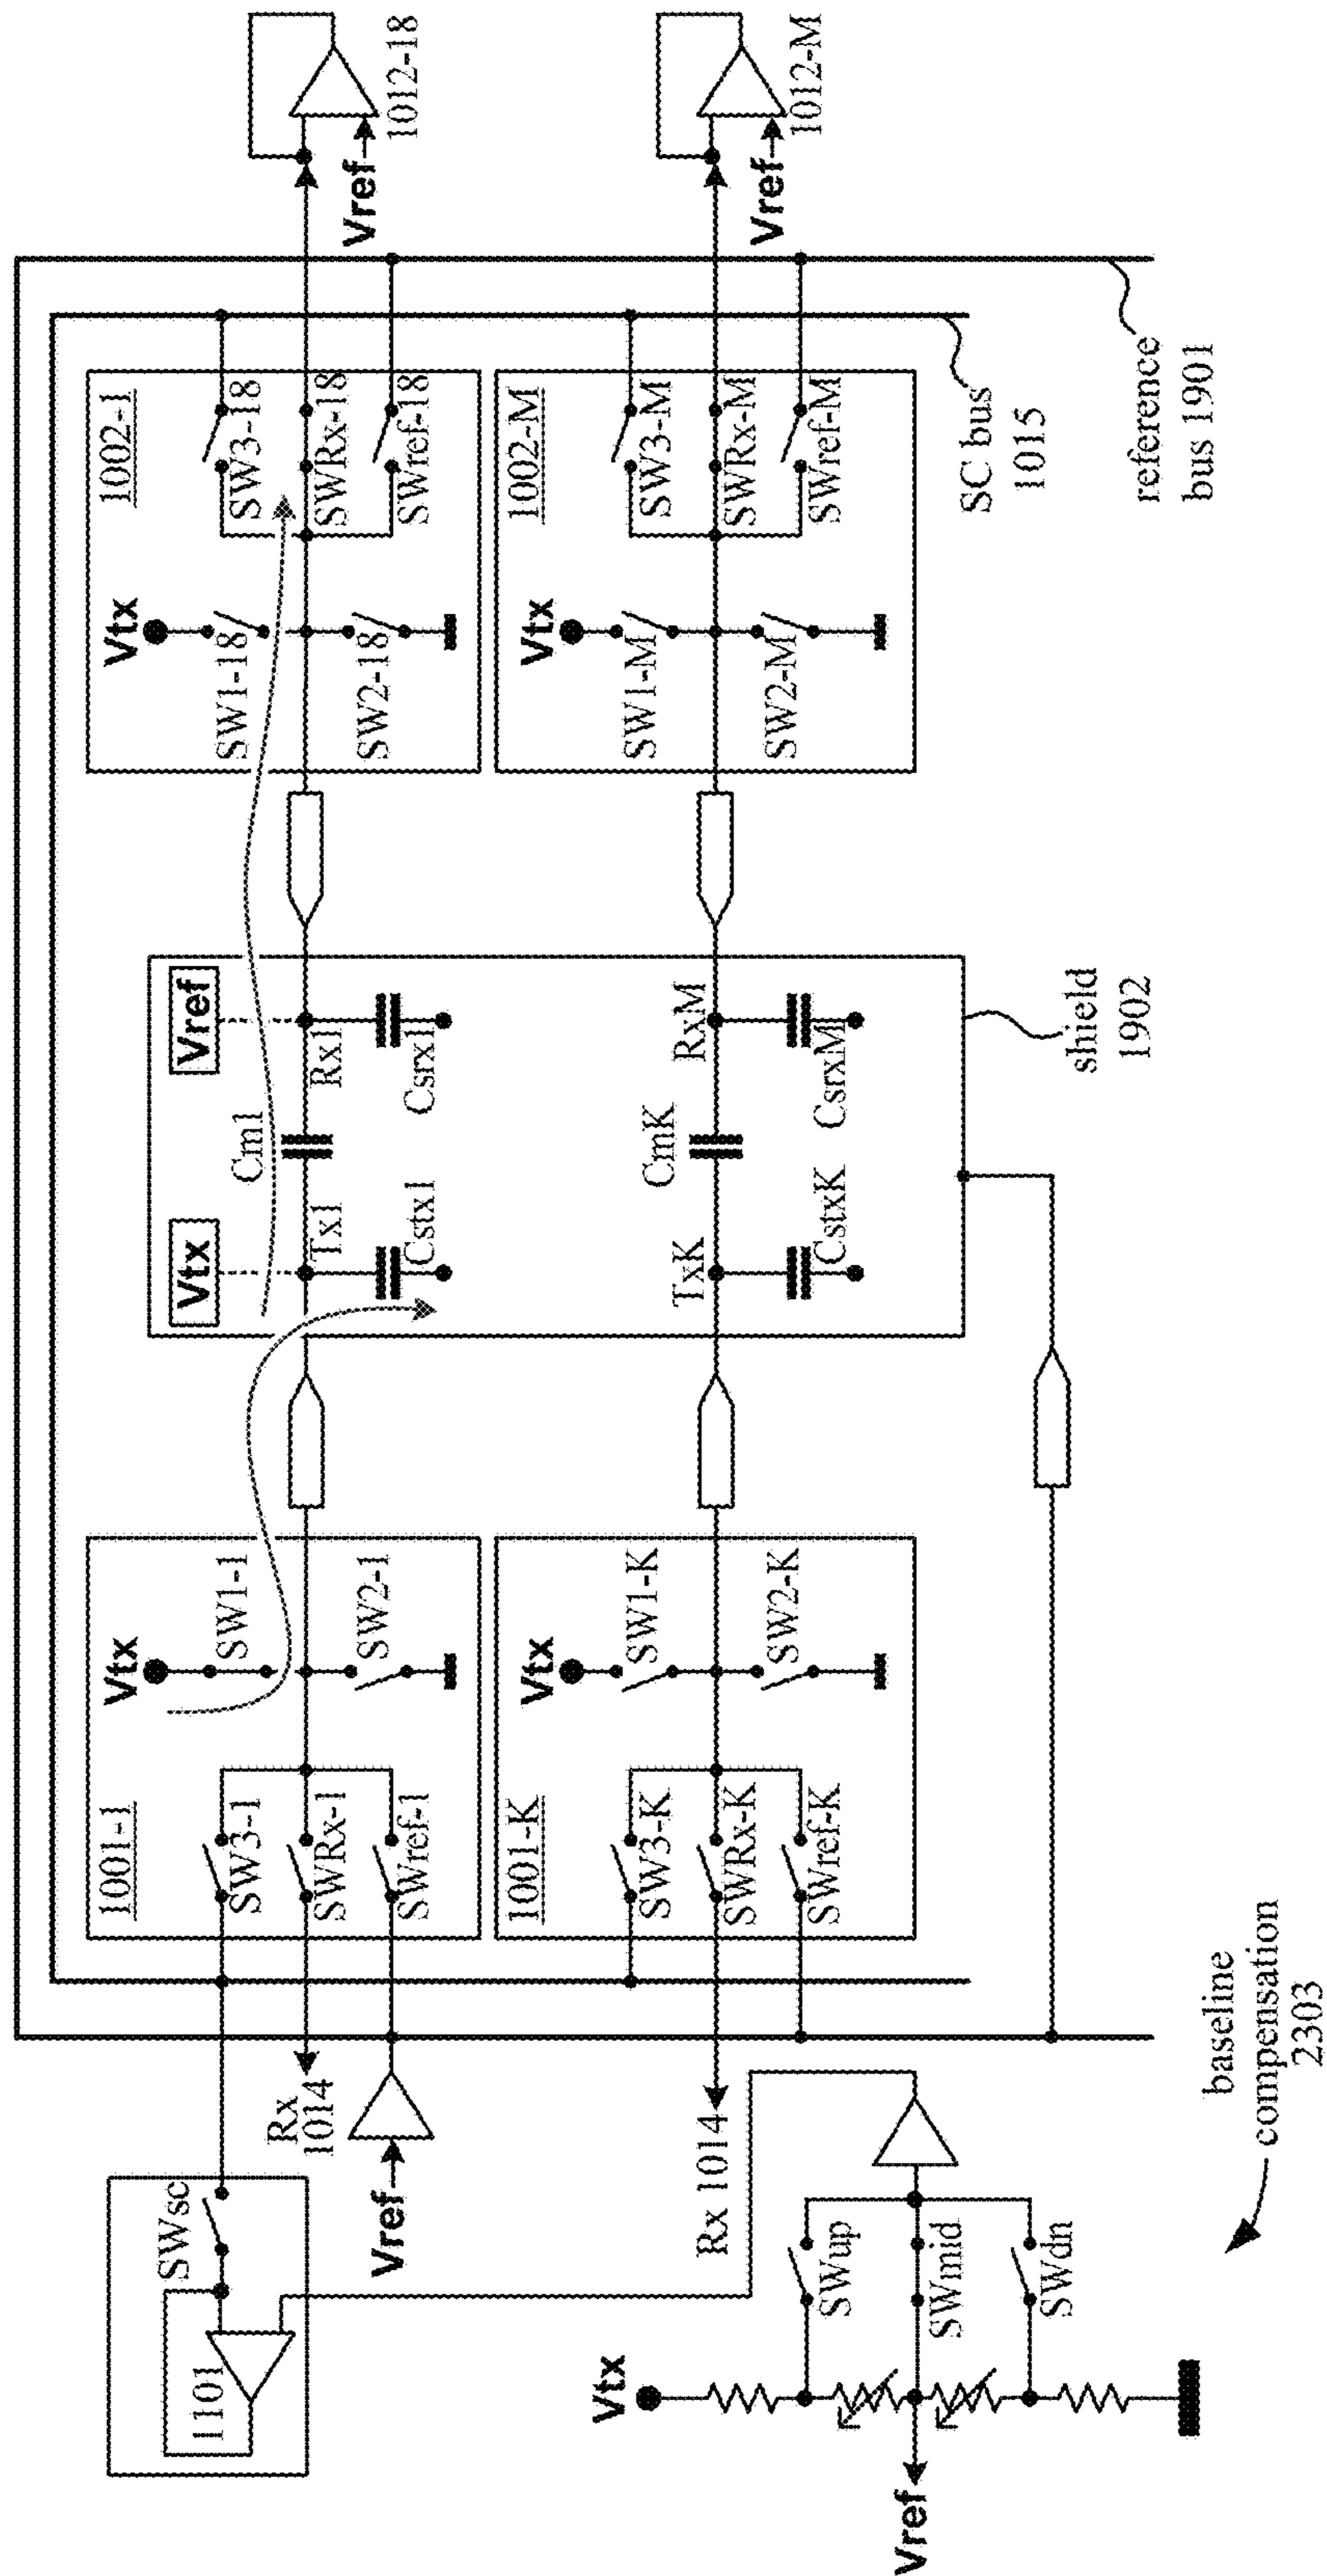 1101
SWsc
Vref
Rx
1014
Rx 1014
Vtx
Vref
SWup
SWmid
SWdn
baseline
compensation
2303
1001-1
SW3-1
SWRx-1
SWref-1
Vtx
SW1-1
SW2-1
1001-K
SW3-K
SWRx-K
SWref-K
Vtx
SW1-K
SW2-K
Vtx
Cm1
Vref
Tx1
Rx1
Cstx1
Csrx1
TxK
CmK
RxM
CstxK
CsrxM
shield
1902
1002-1
Vtx
SW1-18
SW2-18
SW3-18
SWRx-18
SWref-18
1002-M
Vtx
SW1-M
SW2-M
SW3-M
SWRx-M
SWref-M
SC bus
1015
reference
bus 1901
Vref
1012-18
Vref
1012-M